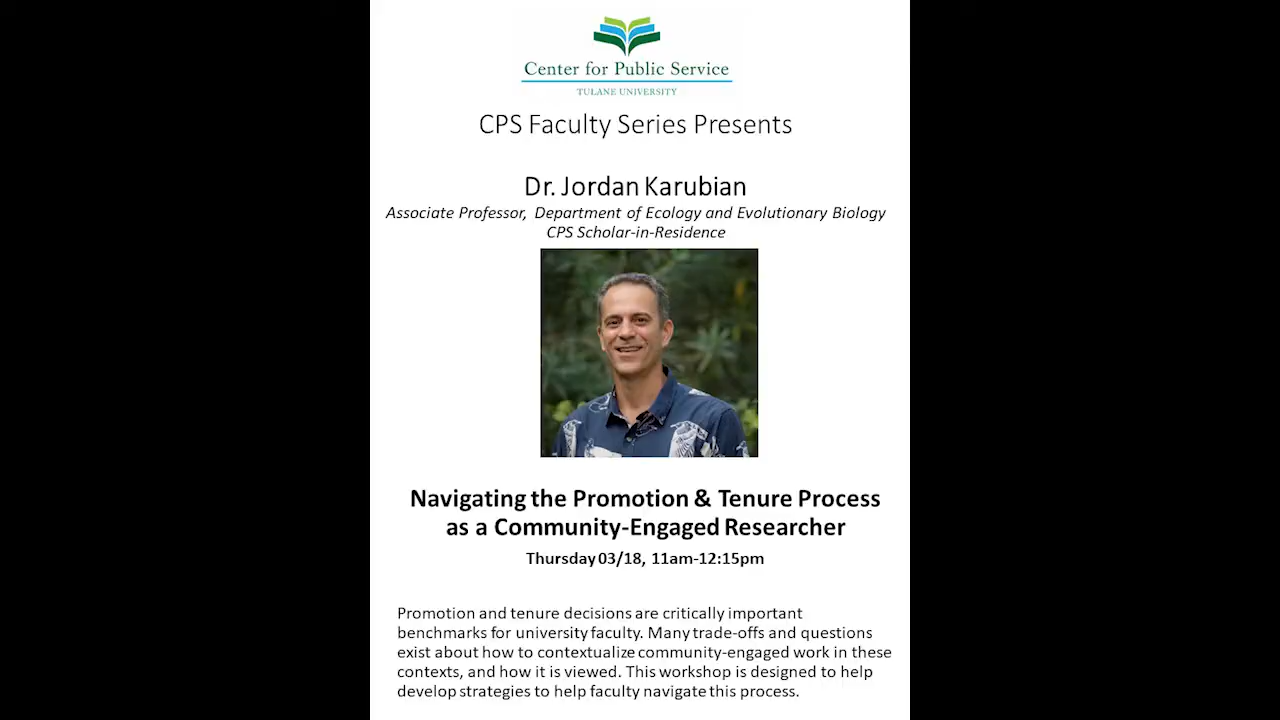 Center for Public Service
TULANE UNIVERSITY
CPS Faculty Series Presents
Dr. Jordan Karubian
Associate Professor, Department of Ecology and Evolutionary Biology
CPS Scholar-in-Residence
Navigating the Promotion & Tenure Process
as a Community-Engaged Researcher
Thursday 03/18, 11am-12:15pm
Promotion and tenure decisions are critically important
benchmarks for university faculty. Many trade-offs and questions
exist about how to contextualize community-engaged work in these
contexts, and how it is viewed. This workshop is designed to help
develop strategies to help faculty navigate this process.